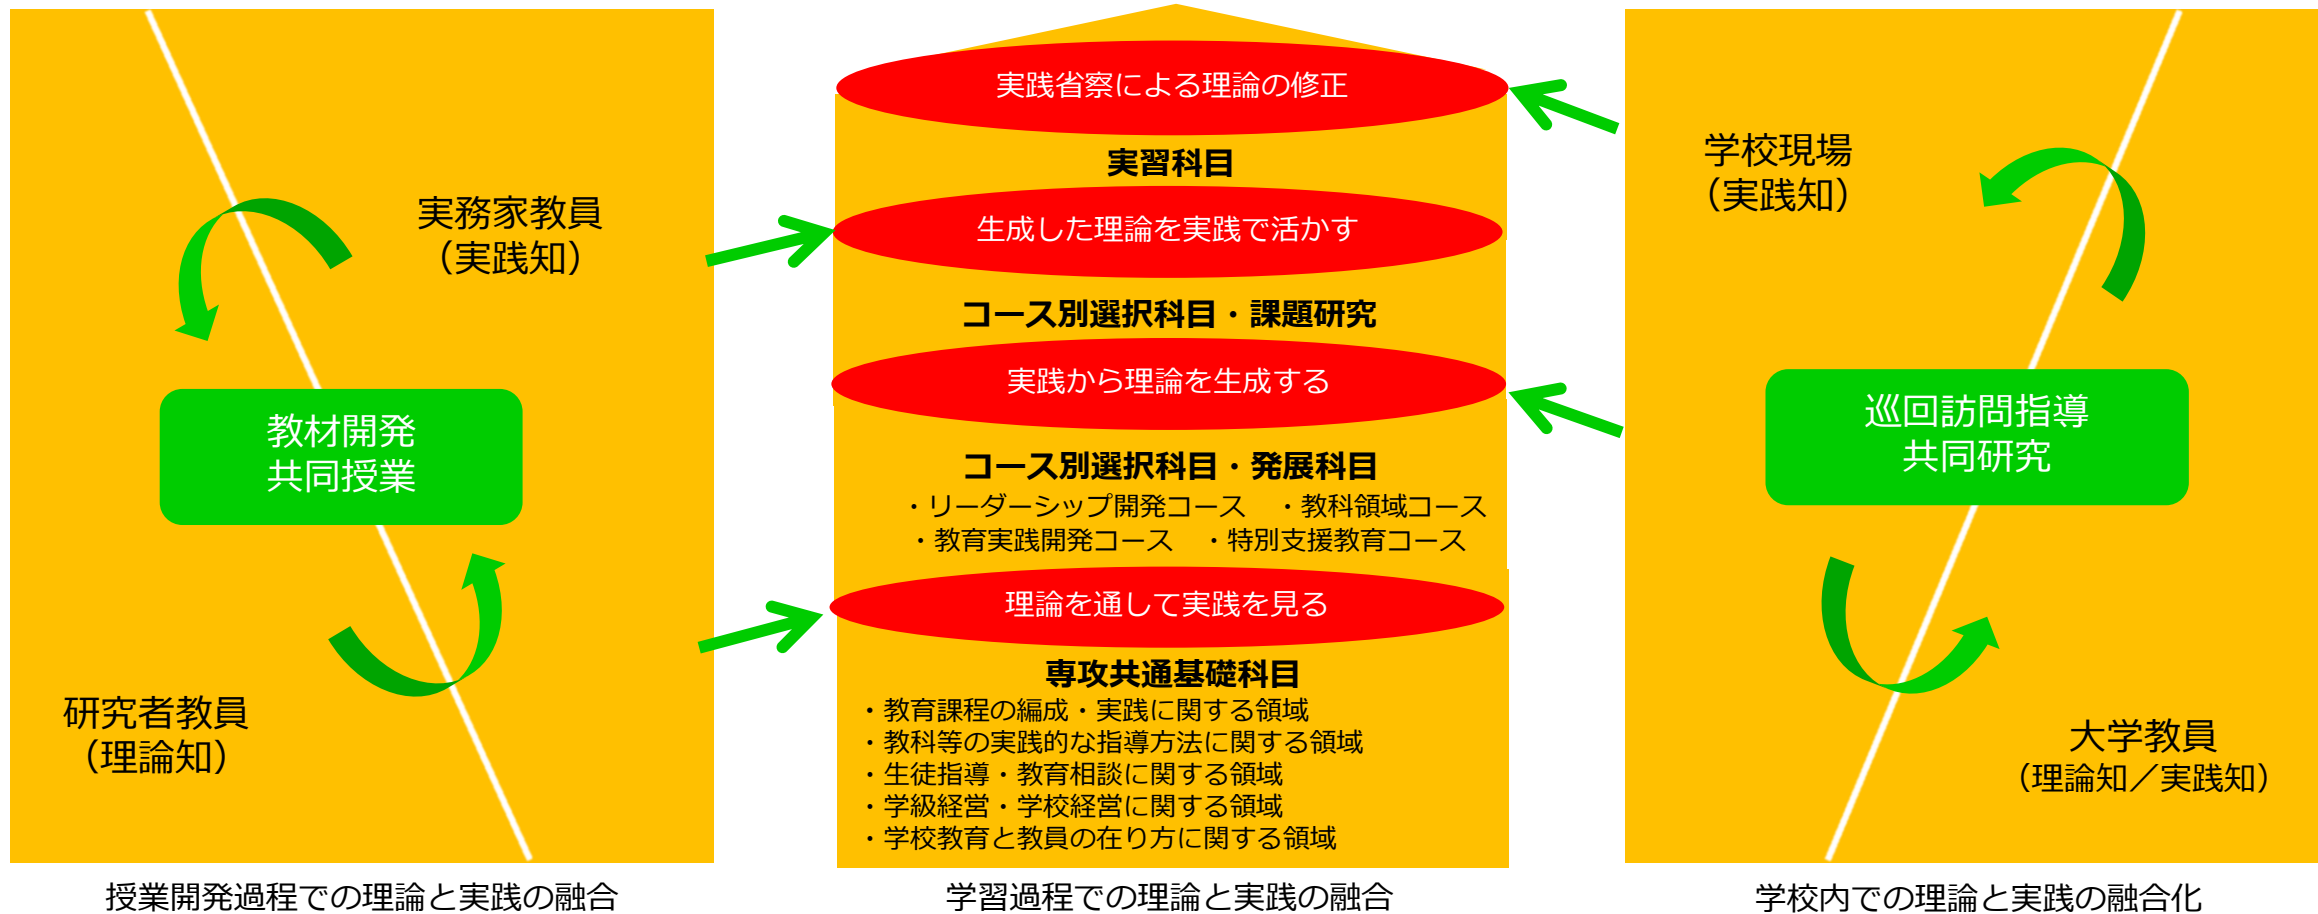 実務家教員
（実践知）
教材開発
共同授業
研究者教員
（理論知）
授業開発過程での理論と実践の融合
実践省察による理論の修正
実習科目
生成した理論を実践で活かす
コース別選択科目・課題研究
実践から理論を生成する
コース別選択科目・発展科目
・リーダーシップ開発コース　・教科領域コース
・教育実践開発コース　・特別支援教育コース
理論を通して実践を見る
専攻共通基礎科目
・教育課程の編成・実践に関する領域
・教科等の実践的な指導方法に関する領域
・生徒指導・教育相談に関する領域
・学級経営・学校経営に関する領域
・学校教育と教員の在り方に関する領域
学習過程での理論と実践の融合
学校現場
（実践知）
巡回訪問指導
共同研究
大学教員
（理論知／実践知）
学校内での理論と実践の融合化